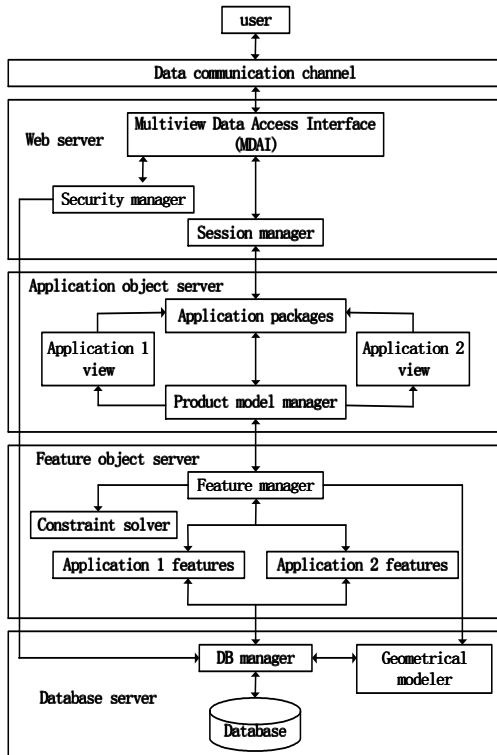 user
Data communication channel
Web server
Multiview Data Access Interface
(MDAI)
Security manager
Session manager
Application object server
Application packages
Application 1
view
Application 2
view
Product model manager
Feature object server
Feature manager
Constraint solver
Application 1 features
Application 2 features
DB manager
Geometrical
modeler
Database server
Database